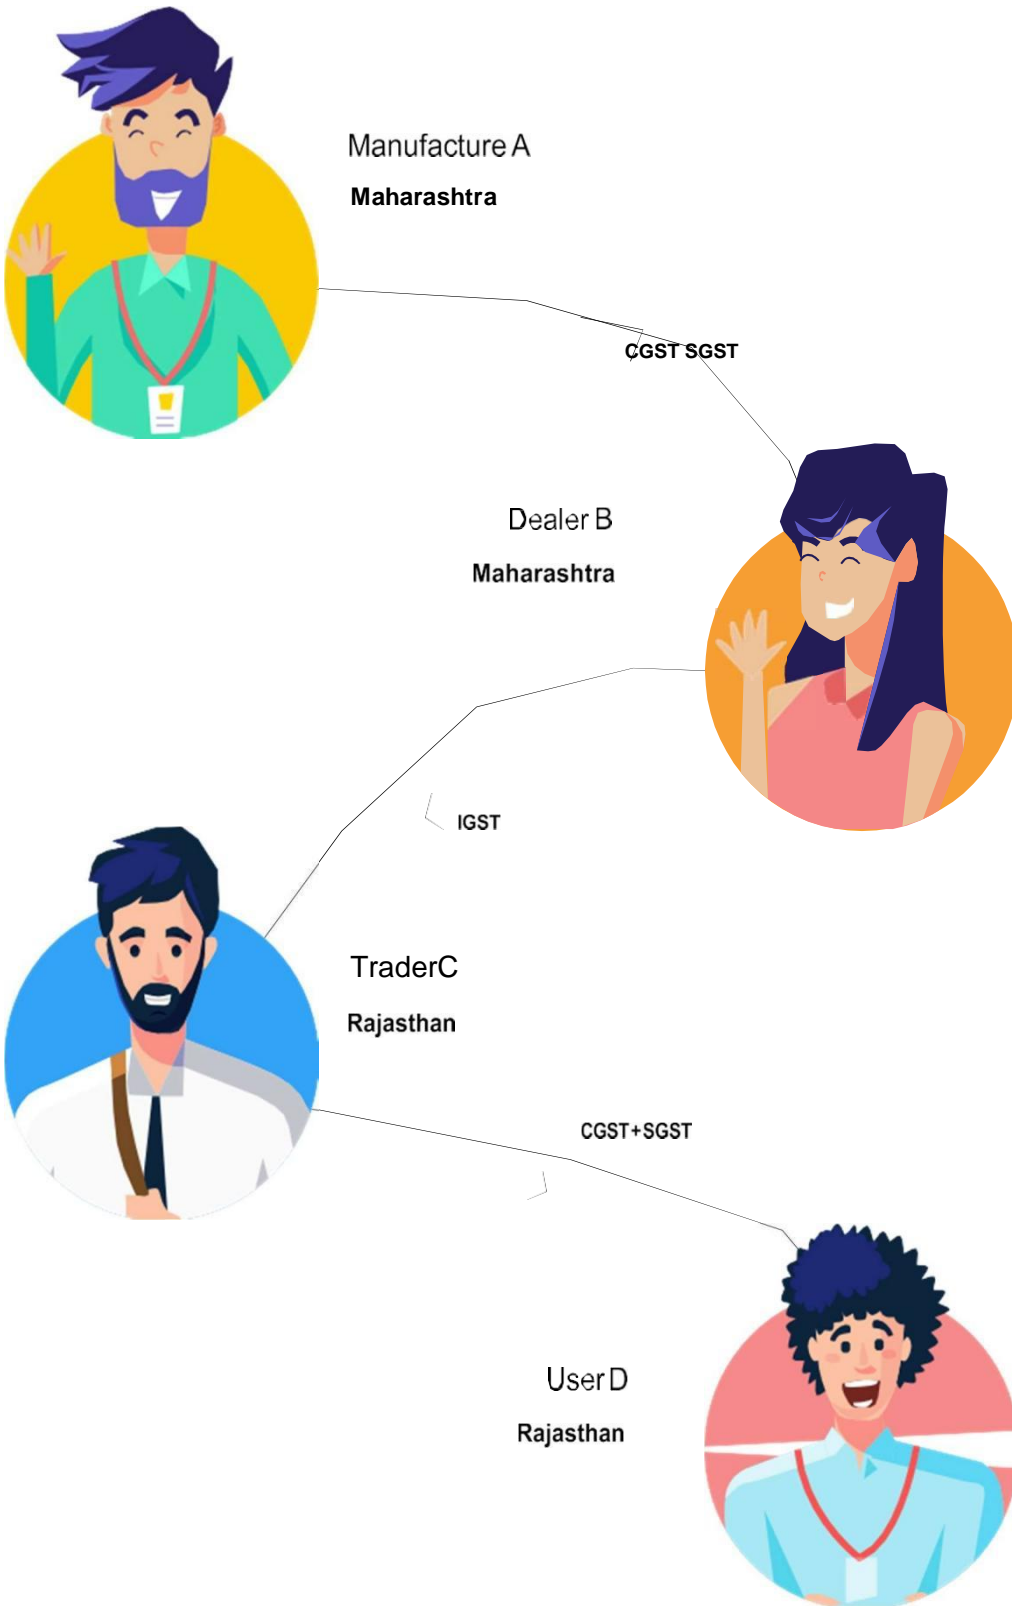 Manufacture A
Maharashtra
CGST SGST
Dealer B
Maharashtra
IGST
TraderC
Rajasthan
CGST+SGST
User D
Rajasthan